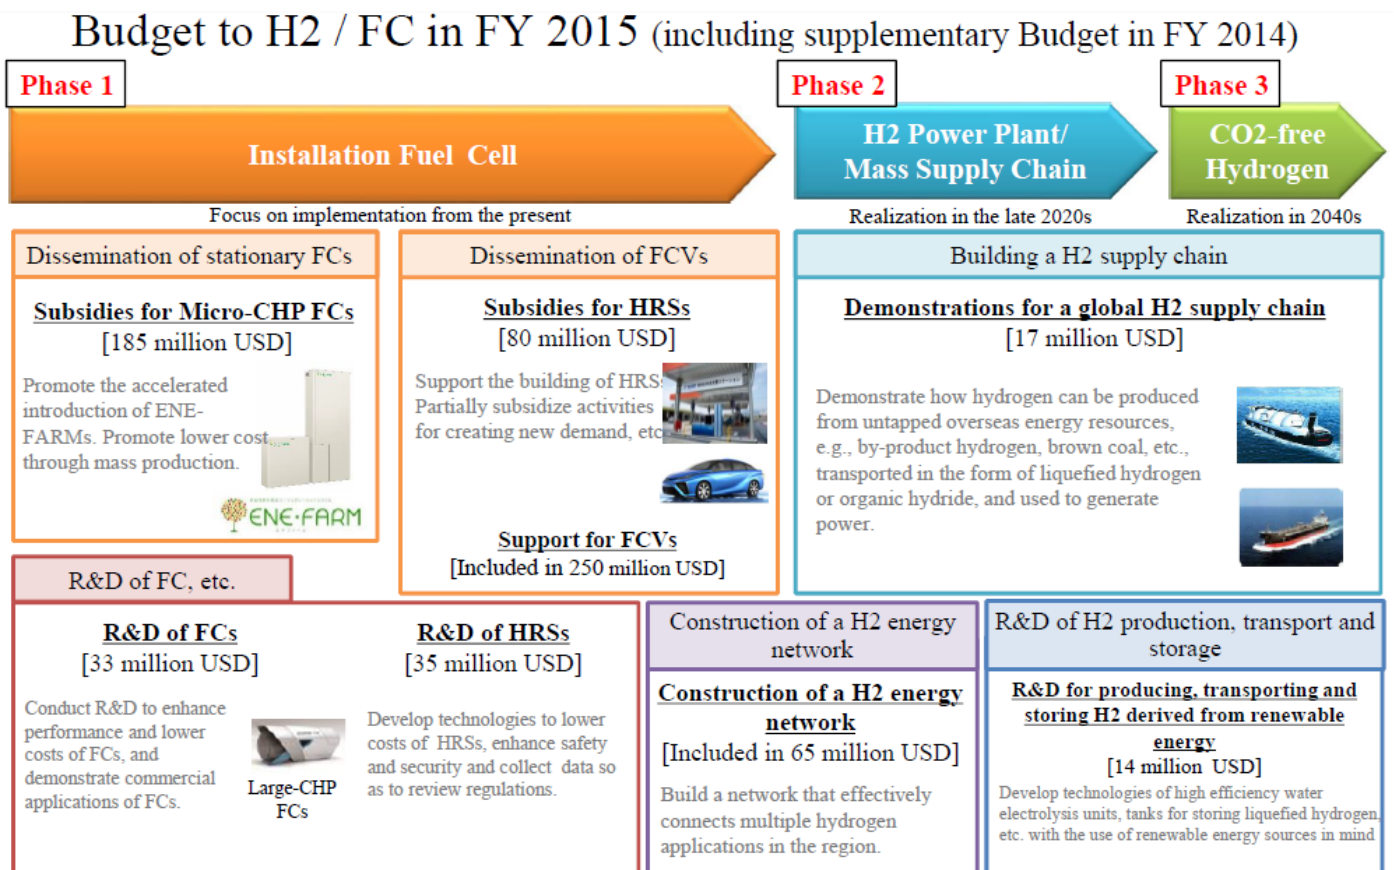 Budget to H2 / FC in FY 2015 (including supplementary Budget in FY 2014)
Phase 1
Installation Fuel Cell
Focus on implementation from the present
Phase 2
H2 Power Plant/
Mass Supply Chain
Realization in the late 2020s
Phase 3
CO2-free
Hydrogen
Realization in 2040s
Dissemination of stationary FCs
Subsidies for Micro-CHP FCs
[185 million USD]
Promote the accelerated
introduction of ENE-
FARMs. Promote lower cost
through mass production.
ENE·FARM
Dissemination of FCVs
Subsidies for HRSs
[80 million USD]
Support the building of HRSs
Partially subsidize activities
for creating new demand, etc
Support for FCVs
[Included in 250 million USD]
Building a H2 supply chain
Demonstrations for a global H2 supply chain
[17 million USD]
Demonstrate how hydrogen can be produced
from untapped overseas energy resources,
e.g., by-product hydrogen, brown coal, etc.,
transported in the form of liquefied hydrogen
or organic hydride, and used to generate
power.
R&D of FC, etc.
R&D of FCs
[33 million USD]
Conduct R&D to enhance
performance and lower
costs of FCs, and
demonstrate commercial
applications of FCs.
Large-CHP
FCs
R&D of HRSs
[35 million USD]
Develop technologies to lower
costs of HRSs, enhance safety
and security and collect data so
as to review regulations.
Construction of a H2 energy
network
Construction of a H2 energy
network
[Included in 65 million USD]
Build a network that effectively
connects multiple hydrogen
applications in the region.
R&D of H2 production, transport and
storage
R&D for producing, transporting and
storing H2 derived from renewable
energy
[14 million USD]
Develop technologies of high efficiency water
electrolysis units, tanks for storing liquefied hydrogen,
etc. with the use of renewable energy sources in mind